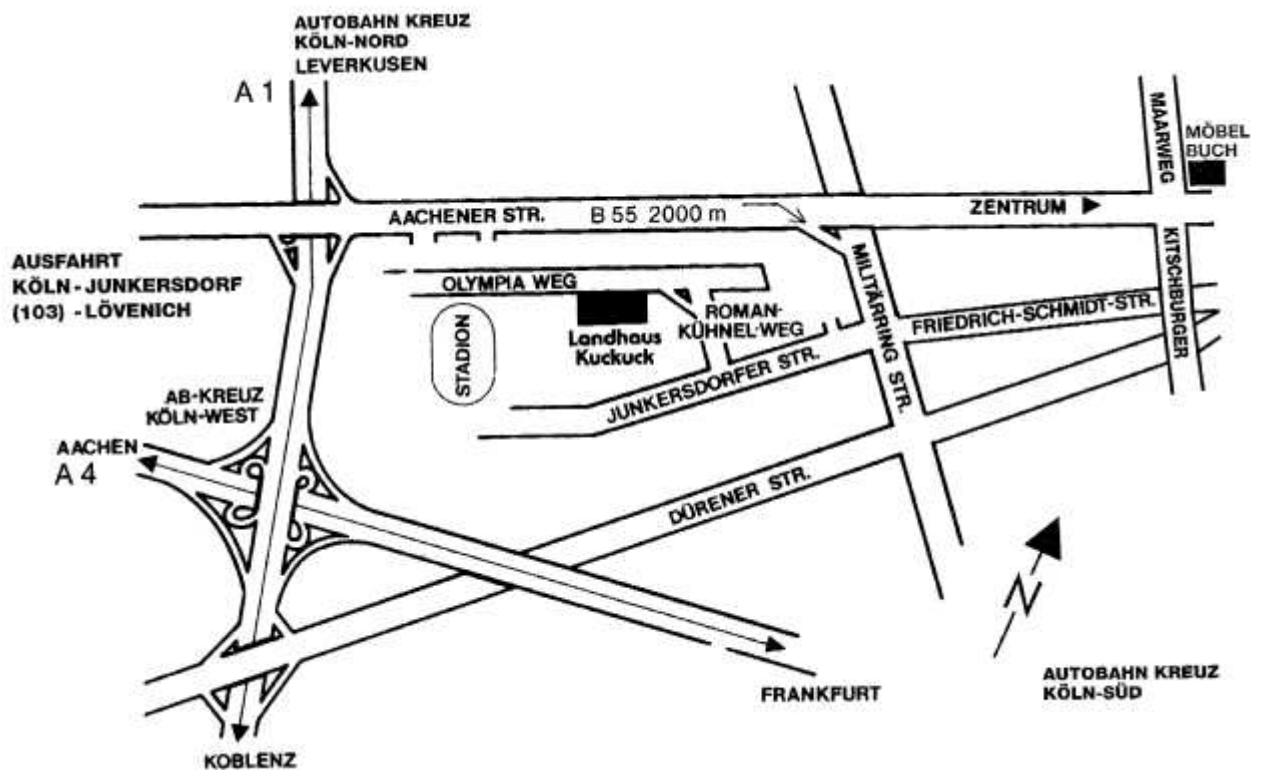 AUTOBAHN KREUZ
KÖLN-NORD
LEVERKUSEN
A 1
MAARWEG
MÖBEL
BUCH
AACHENER STR.
B 55 2000 m
ZENTRUM
AUSFAHRT
KÖLN - JUNKERSDORF
(103) - LÖVENICH
OLYMPIA WEG
MILITÄRRING STR.
KITSCHBURGER
STADION
Landhaus
Kuckuck
ROMAN-
KÜHNEL-WEG
FRIEDRICH-SCHMIDT-STR.
JUNKERSDORFER STR.
AB-KREUZ
KÖLN-WEST
AACHEN
A 4
DÜRENER STR.
N
FRANKFURT
AUTOBAHN KREUZ
KÖLN-SÜD
KOBLENZ